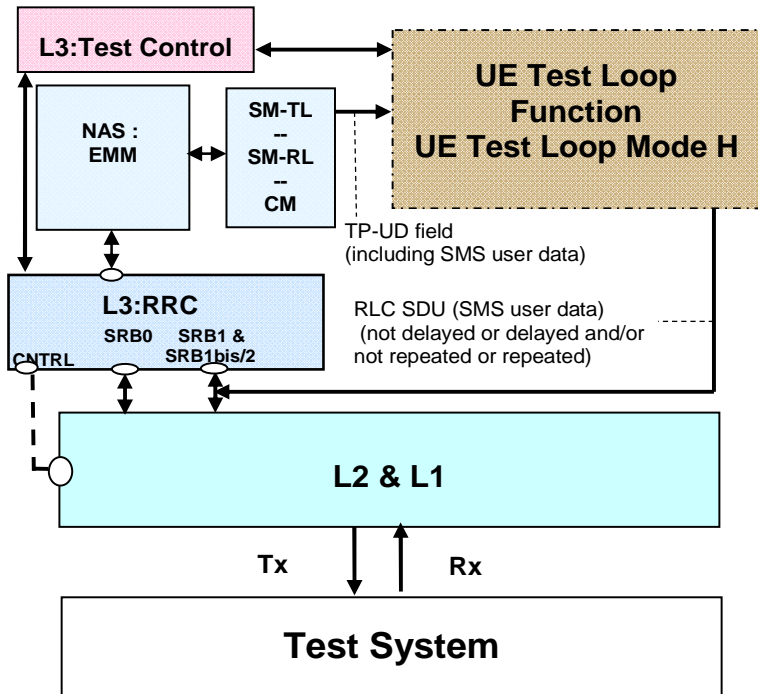 L3:Test Control
UE Test Loop
Function
UE Test Loop Mode H
NAS :
EMM
SM-TL
--
SM-RL
--
CM
TP-UD field
(including SMS user data)
L3:RRC
SRB0
SRB1 &
SRB1bis/2
CNTRL
RLC SDU (SMS user data)
(not delayed or delayed and/or
not repeated or repeated)
L2 & L1
Tx
Rx
Test System